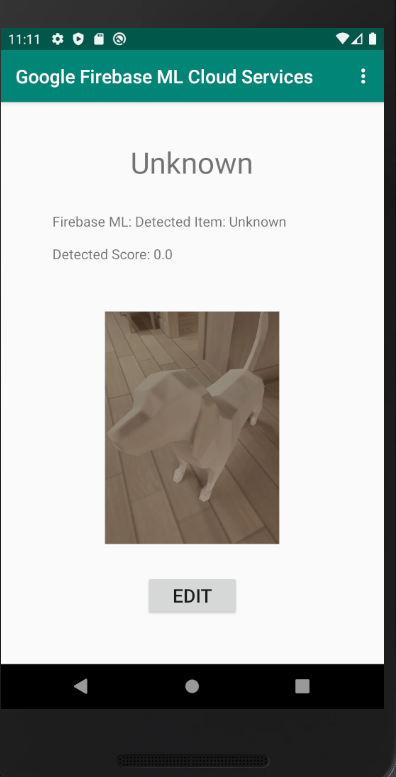 11:11
Google Firebase ML Cloud Services
Unknown
Firebase ML: Detected Item: Unknown
Detected Score: 0.0
EDIT